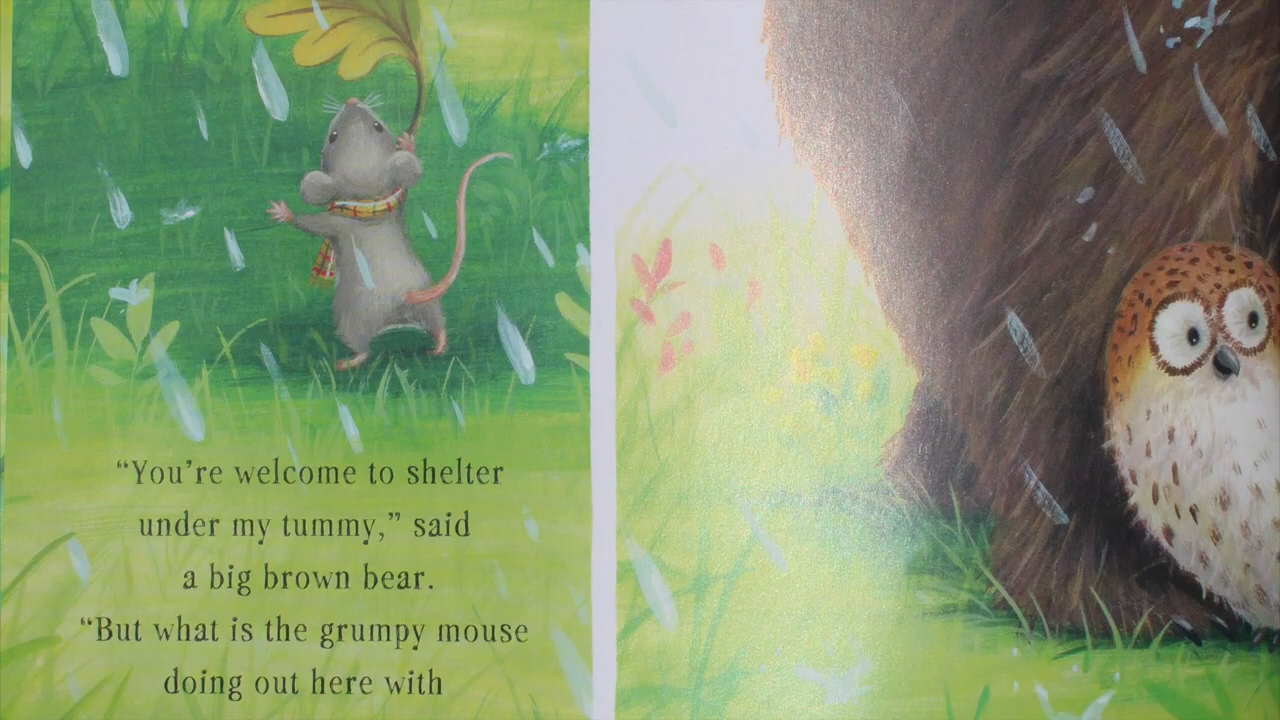 “You’re welcome to shelter
under my tummy,” said
a big brown bear.
“But what is the grumpy mouse
doing out here with